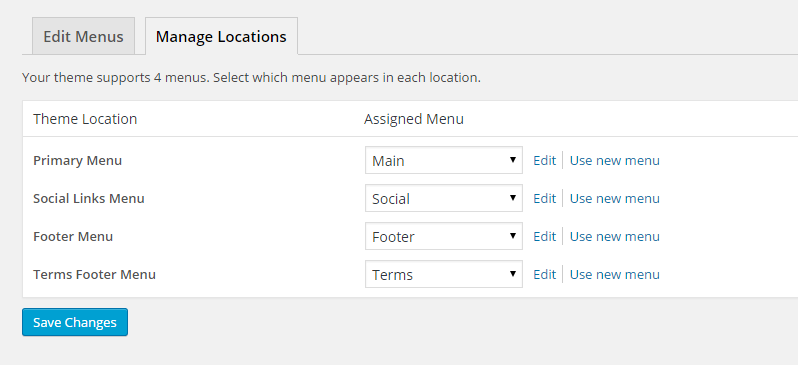 Edit Menus Manage Locations
Your theme supports 4 menus. Select which menu appears in each location.
Theme Location Assigned Menu
Primary Menu Main Edit Use new menu
Social Links Menu Social Edit Use new menu
Footer Menu Footer Edit Use new menu
Terms Footer Menu Terms Edit Use new menu
Save Changes